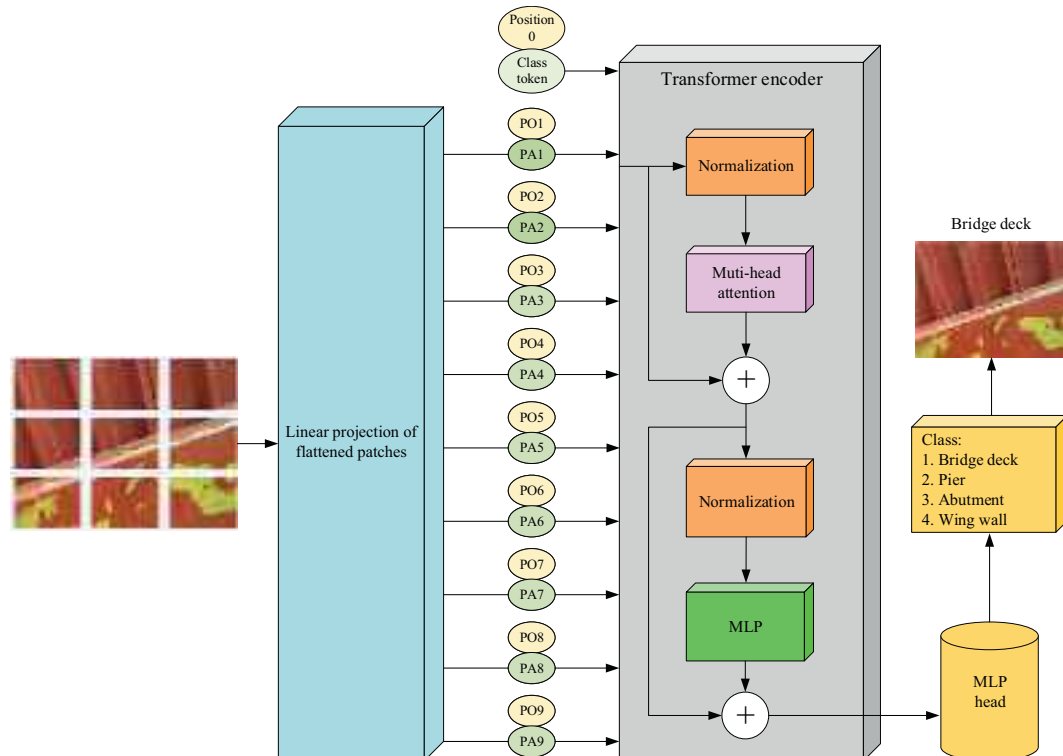 Position
0
Class
token
Transformer encoder
PO1
PA1
PO2
PA2
PO3
PA3
PO4
PA4
PO5
PA5
PO6
PA6
PO7
PA7
PO8
PA8
PO9
PA9
Linear projection of
flattened patches
Normalization
Muti-head
attention
+
Normalization
MLP
+
Bridge deck
Class:
1. Bridge deck
2. Pier
3. Abutment
4. Wing wall
MLP
head